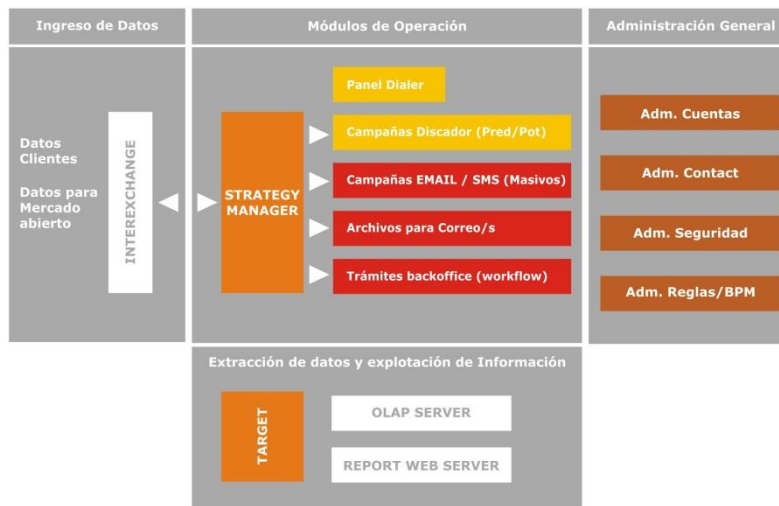 Ingreso de Datos
Datos
Clientes
Datos para
Mercado
abierto
INTEREXCHANGE
Módulos de Operación
STRATEGY
MANAGER
Panel Dialer
Campañas Discador (Pred/Pot)
Campañas EMAIL / SMS (Masivos)
Archivos para Correo/s
Trámites backoffice (workflow)
Administración General
Adm. Cuentas
Adm. Contact
Adm. Seguridad
Adm. Reglas/BPM
Extracción de datos y explotación de Información
TARGET
OLAP SERVER
REPORT WEB SERVER